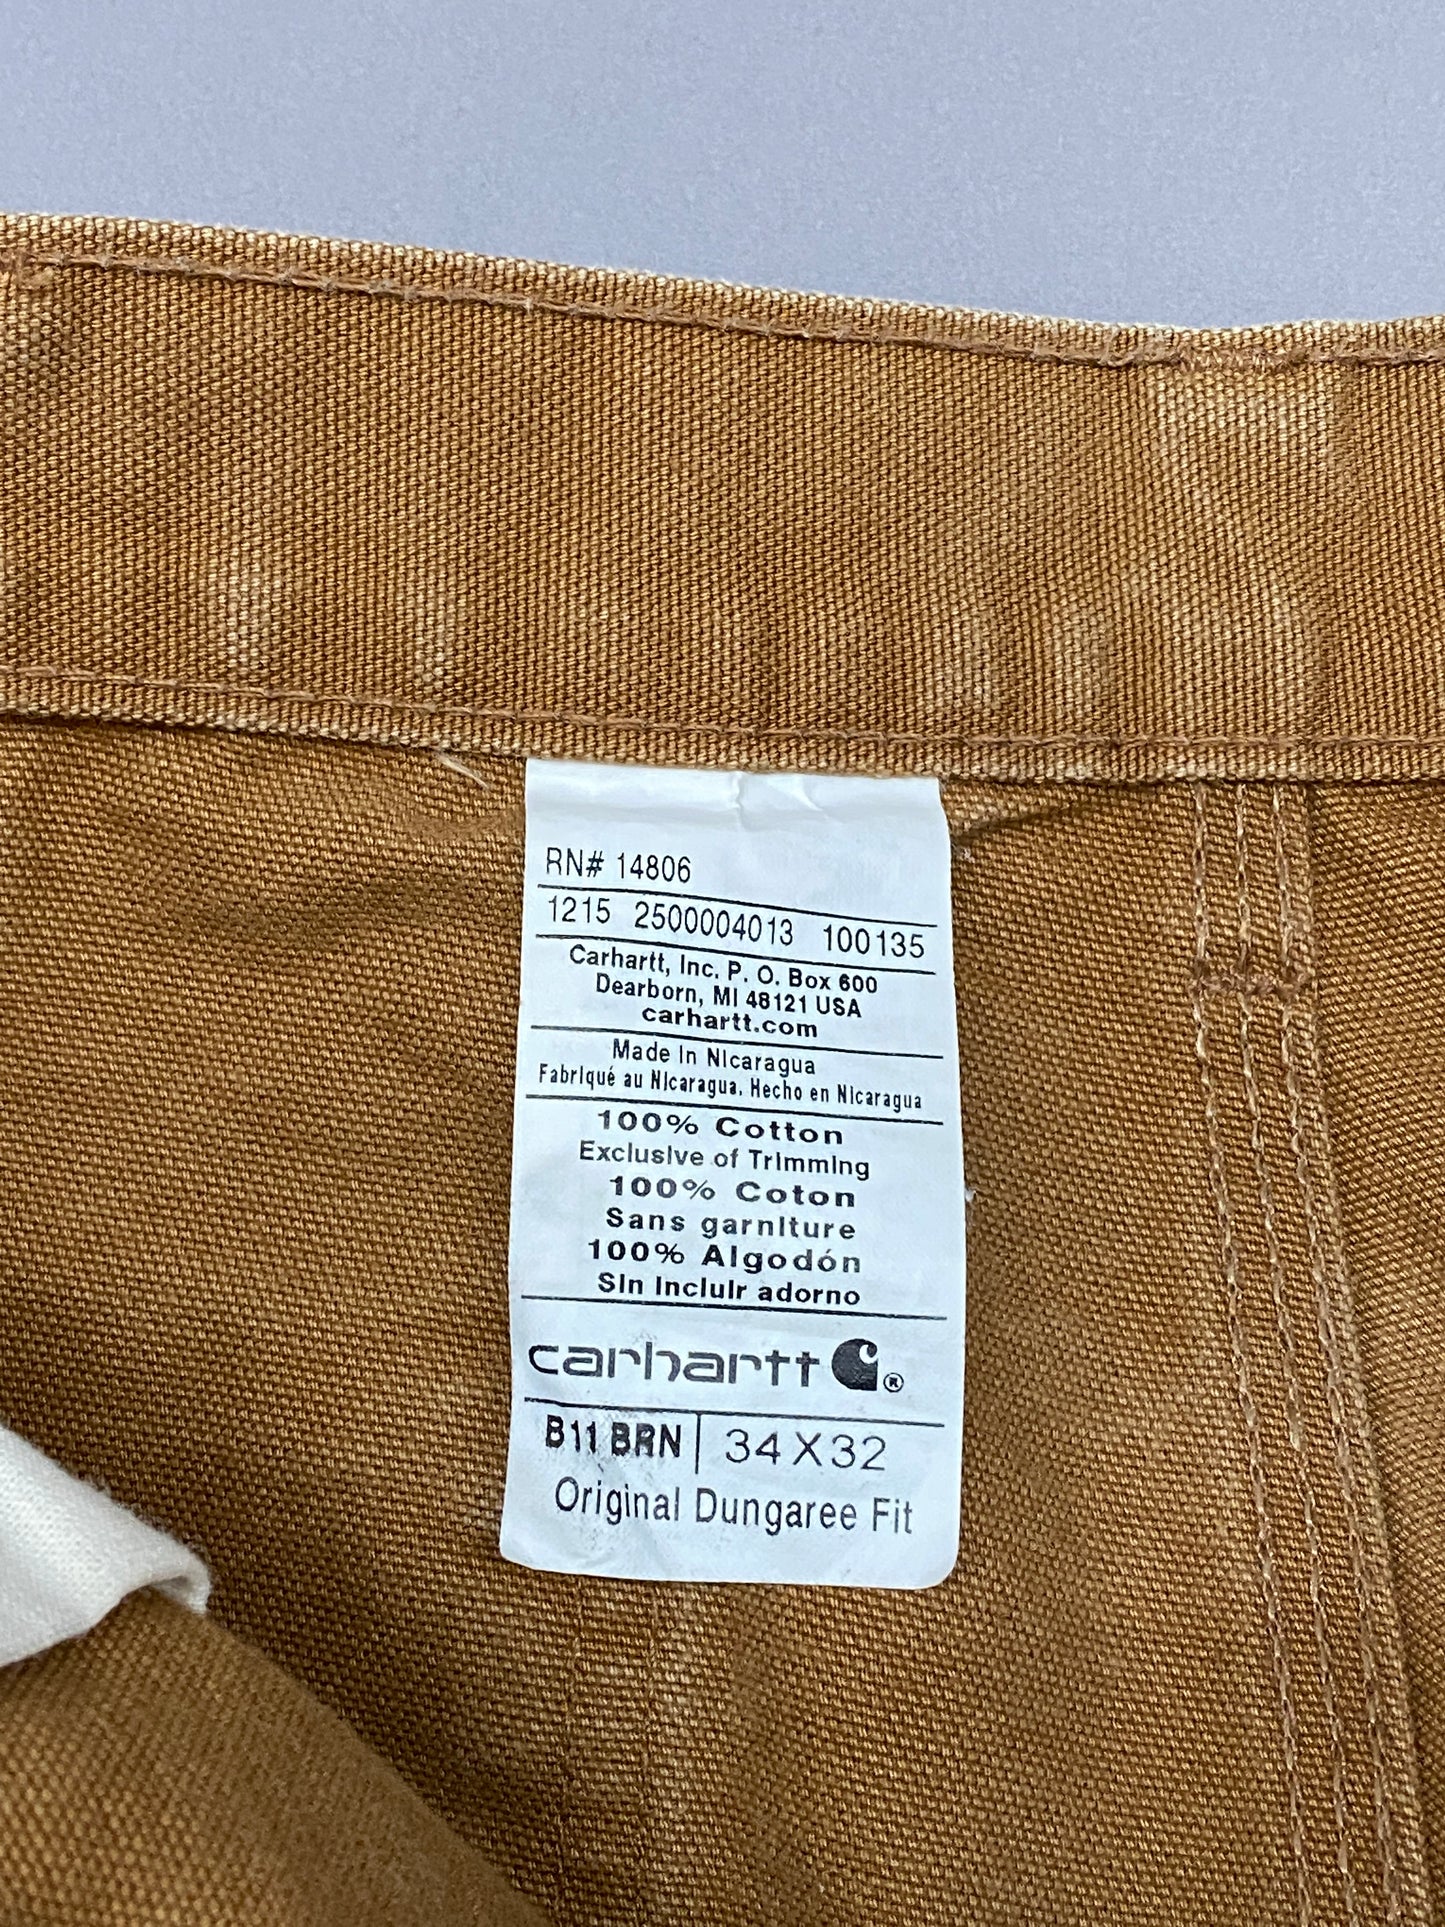 RN# 14806
1215 2500004013 100135
Carhartt, Inc. P. O. Box 600
Dearborn, MI 48121 USA
carhartt.com
Made In Nicaragua
Fabriqué au Nicaragua. Hecho en Nicaragua
100% Cotton
Exclusive of Trimming
100% Coton
Sans garniture
100% Algodón
Sin Incluir adorno
carhartt ®
B11 BRN 34X32
Original Dungaree Fit